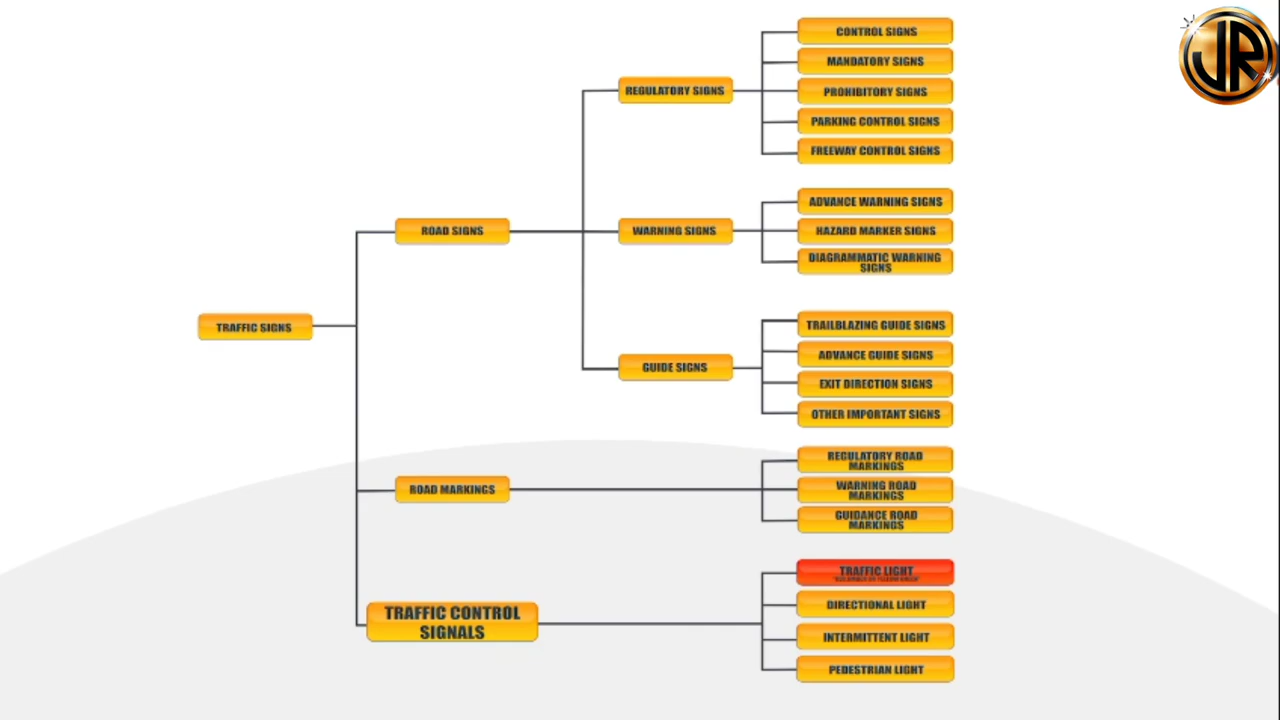 TRAFFIC SIGNS
ROAD SIGNS
REGULATORY SIGNS
CONTROL SIGNS
MANDATORY SIGNS
PROHIBITORY SIGNS
PARKING CONTROL SIGNS
FREEWAY CONTROL SIGNS
WARNING SIGNS
ADVANCE WARNING SIGNS
HAZARD MARKER SIGNS
DIAGRAMMATIC WARNING
SIGNS
GUIDE SIGNS
TRAILBLAZING GUIDE SIGNS
ADVANCE GUIDE SIGNS
EXIT DIRECTION SIGNS
OTHER IMPORTANT SIGNS
ROAD MARKINGS
REGULATORY ROAD
MARKINGS
WARNING ROAD
MARKINGS
GUIDANCE ROAD
MARKINGS
TRAFFIC CONTROL
SIGNALS
TRAFFIC LIGHT
DIRECTIONAL LIGHT
INTERMITTENT LIGHT
PEDESTRIAN LIGHT
JR